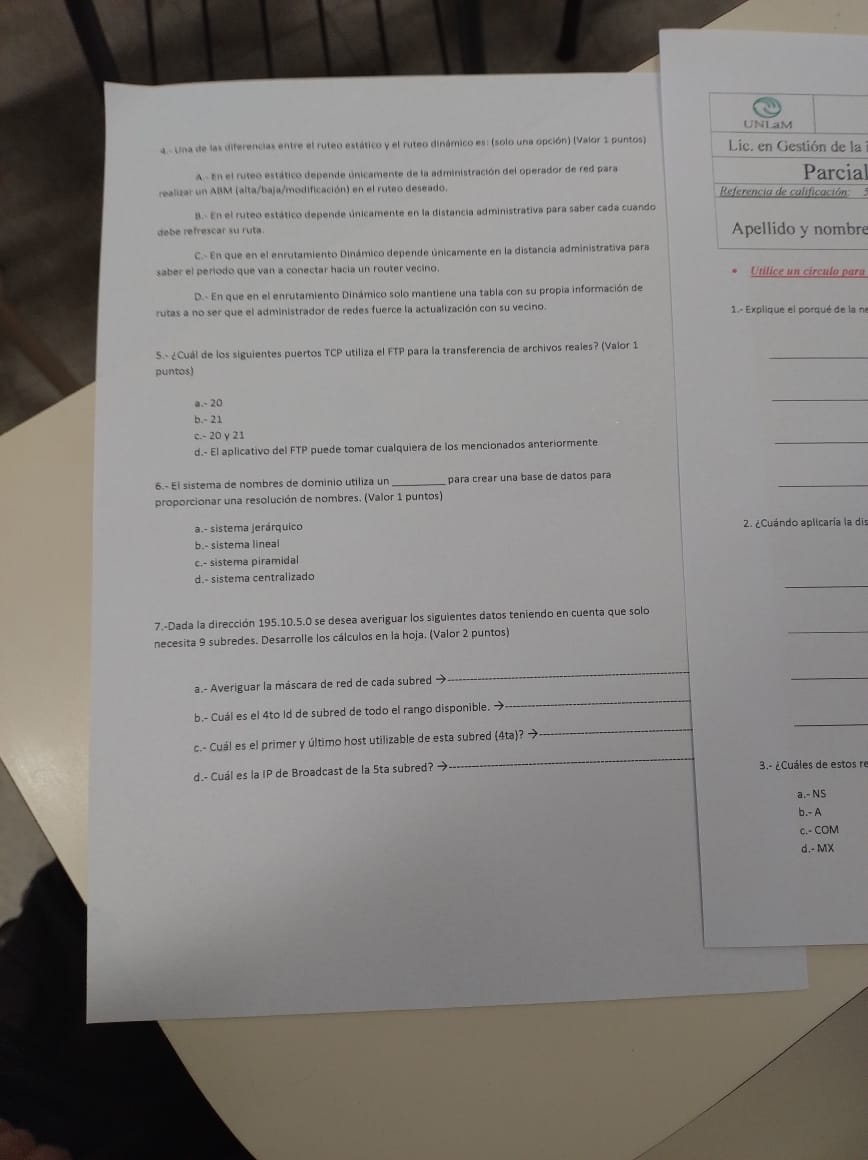 4.- Una de las diferencias entre el ruteo estático y el ruteo dinámico es: (solo una opción) (Valor 1 puntos)
A.- En el ruteo estático depende únicamente de la administración del operador de red para
realizar un ABM (alta/baja/modificación) en el ruteo deseado.
B.- En el ruteo estático depende únicamente en la distancia administrativa para saber cada cuando
debe refrescar su ruta.
C.- En que en el enrutamiento Dinámico depende únicamente en la distancia administrativa para
saber el periodo que van a conectar hacia un router vecino.
D.- En que en el enrutamiento Dinámico solo mantiene una tabla con su propia información de
rutas a no ser que el administrador de redes fuerce la actualización con su vecino.
5.- ¿Cuál de los siguientes puertos TCP utiliza el FTP para la transferencia de archivos reales? (Valor 1
puntos)
a.- 20
b.- 21
c.- 20 y 21
d.- El aplicativo del FTP puede tomar cualquiera de los mencionados anteriormente
6.- El sistema de nombres de dominio utiliza un __________ para crear una base de datos para
proporcionar una resolución de nombres. (Valor 1 puntos)
a.- sistema jerárquico
b.- sistema lineal
c.- sistema piramidal
d.- sistema centralizado
7.-Dada la dirección 195.10.5.0 se desea averiguar los siguientes datos teniendo en cuenta que solo
necesita 9 subredes. Desarrolle los cálculos en la hoja. (Valor 2 puntos)
a.- Averiguar la máscara de red de cada subred →
b.- Cuál es el 4to Id de subred de todo el rango disponible. →
c.- Cuál es el primer y último host utilizable de esta subred (4ta)? →
d.- Cuál es la IP de Broadcast de la 5ta subred? →
UNLaM
Lic. en Gestión de la
Parcial
Referencia de calificación:
Apellido y nombre
• Utilice un círculo para
1.- Explique el porqué de la
2. ¿Cuándo aplicaría la
3.- ¿Cuáles de estos
a.- NS
b.- A
c.- COM
d.- MX